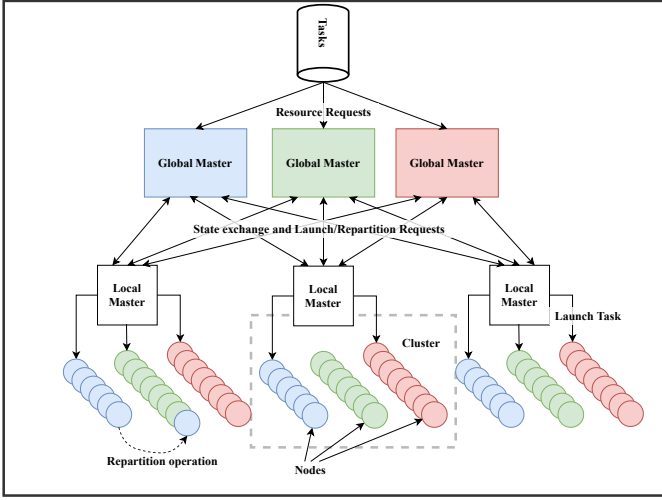 Tasks
Resource Requests
Global Master
Global Master
Global Master
State exchange and Launch/Repartition Requests
Local
Master
Local
Master
Local
Master
Launch Task
Cluster
Repartition operation
Nodes